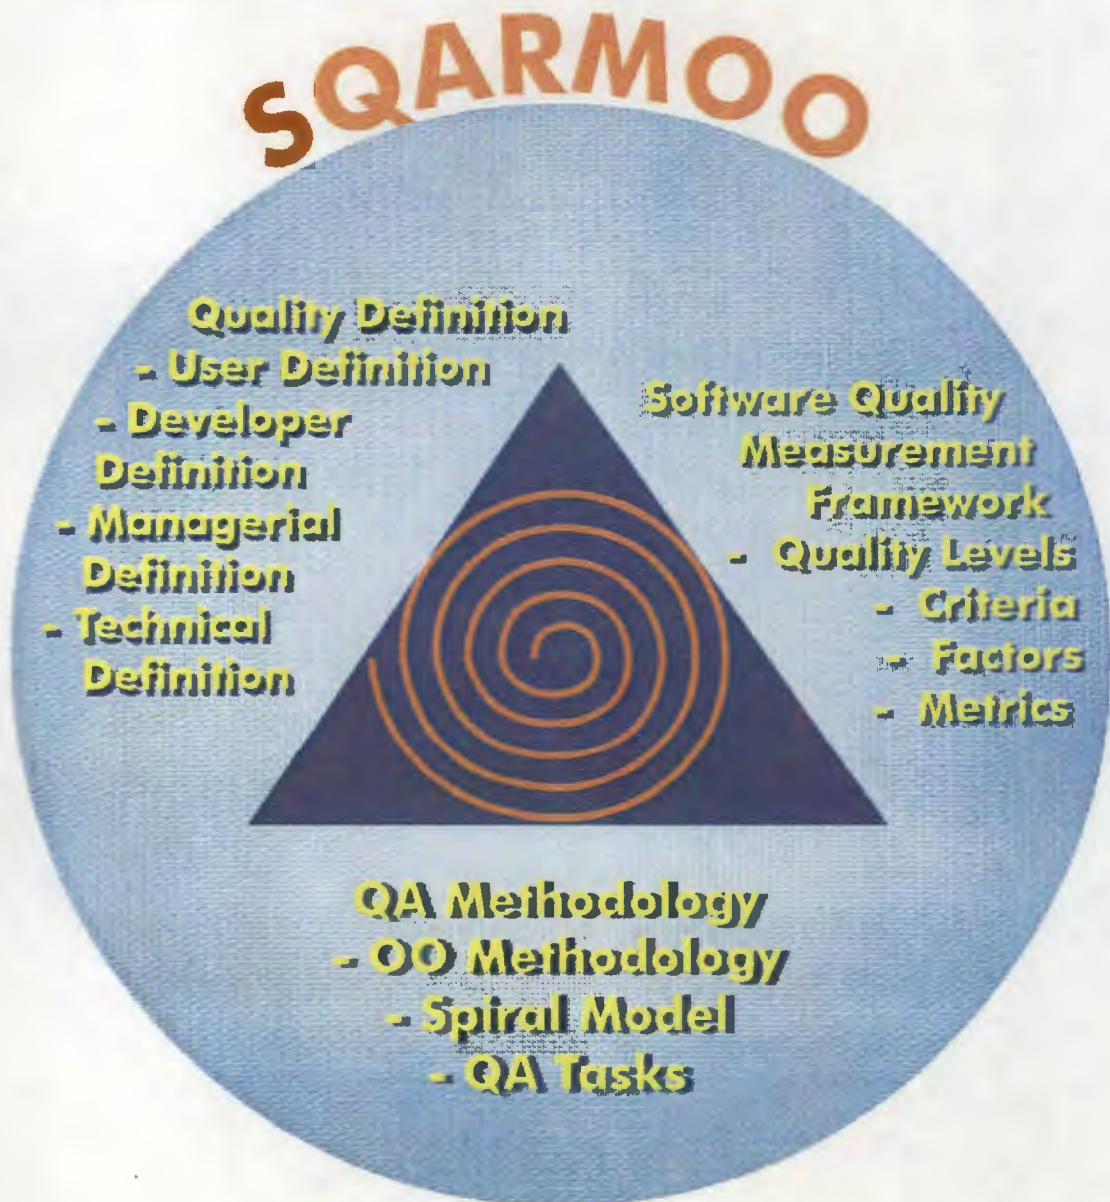 SQARMOO
Quality Definition
- User Definition
- Developer
Definition
- Managerial
Definition
- Technical
Definition
Software Quality
Measurement
Framework
- Quality Levels
- Criteria
- Factors
- Metrics
QA Methodology
- OO Methodology
- Spiral Model
- QA Tasks